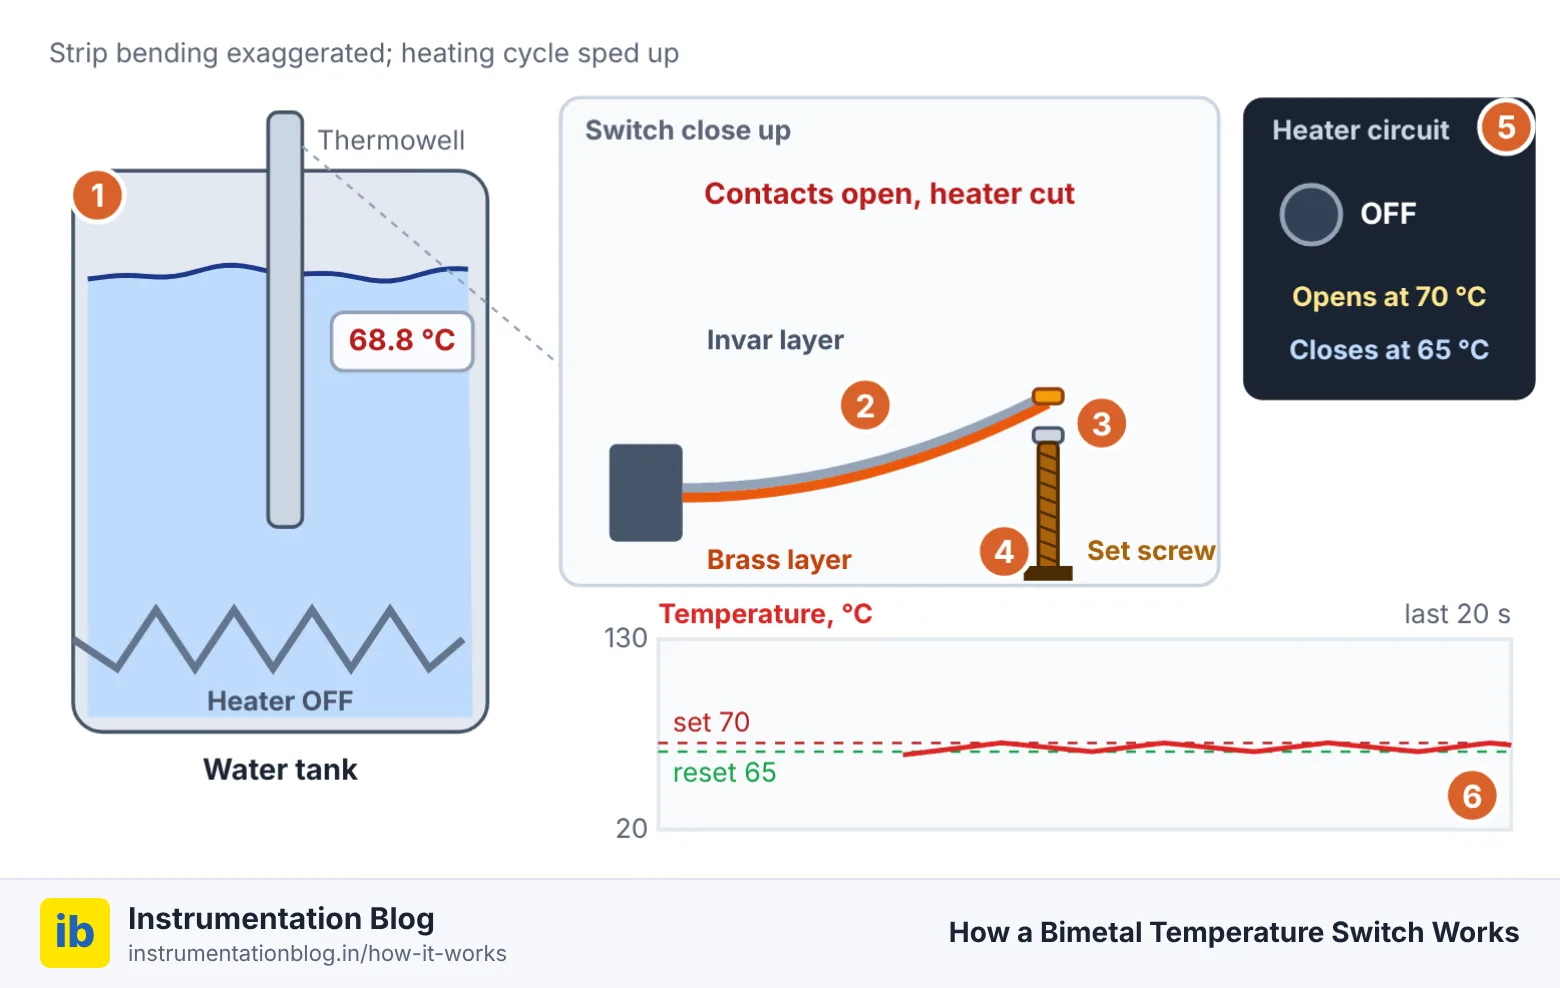 Strip bending exaggerated; heating cycle sped up
Thermowell
1
68.8 °C
Heater OFF
Water tank
Switch close up
Contacts open, heater cut
Invar layer
2
3
Brass layer
4
Set screw
Heater circuit
5
OFF
Opens at 70 °C
Closes at 65 °C
Temperature, °C
last 20 s
130
set 70
reset 65
6
20
ib
Instrumentation Blog
instrumentationblog.in/how-it-works
How a Bimetal Temperature Switch Works